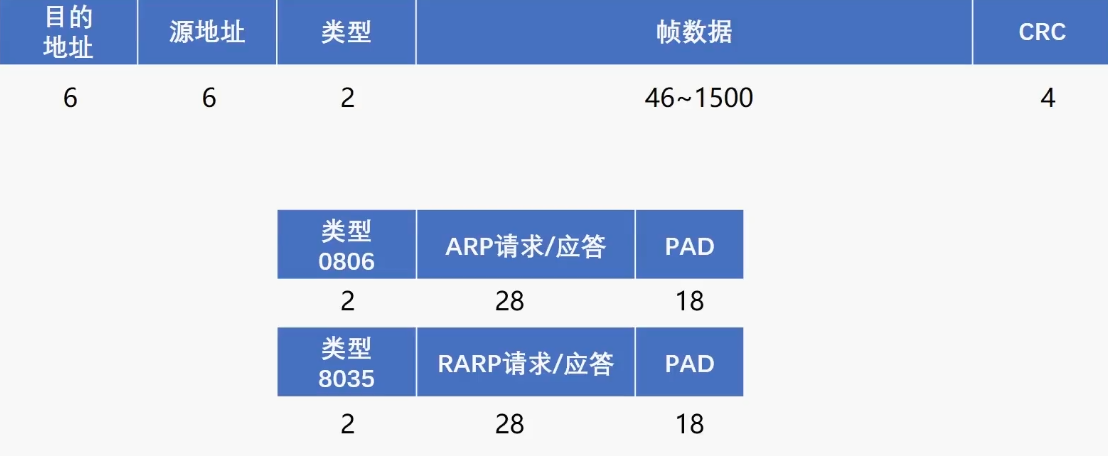 目的
地址
源地址
类型
帧数据
CRC
6
6
2
46~1500
4
类型
0806
ARP请求/应答
PAD
2
28
18
类型
8035
RARP请求/应答
PAD
2
28
18